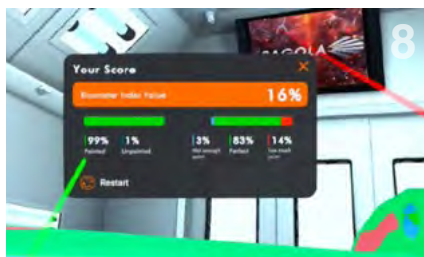 8
SAGOLA
Your Score
Index Value 16%
99% 1% 3% 83% 14%
Painted Unpainted Not enough paint Perfect Too much paint
Restart